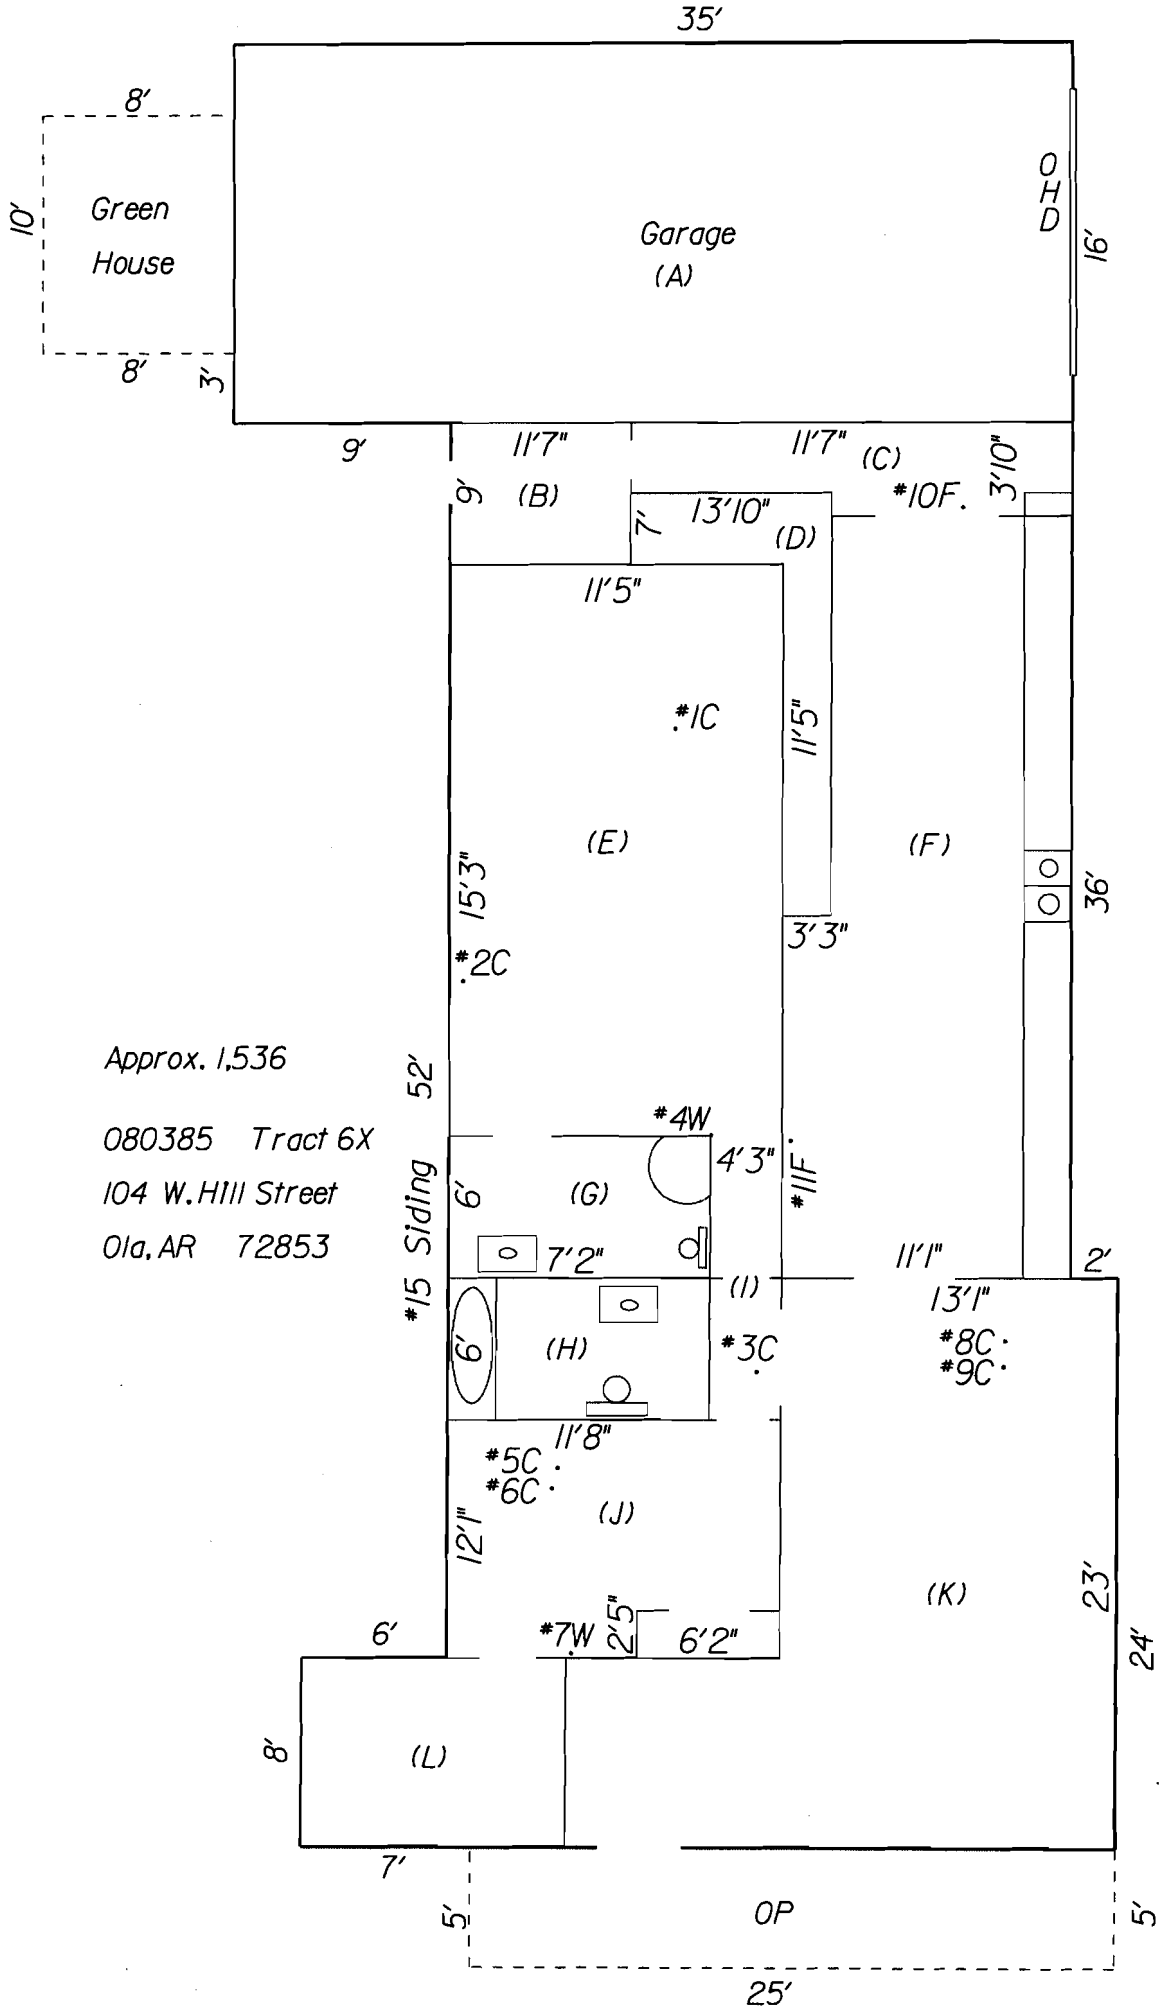 35'
8'
10'
Green
House
8'
3'
O
H
D
Garage
(A)
16'
9'
11'7"
11'7"
(C)
3'10"
9'
(B)
#10F
13'10"
7'
(D)
11'5"
#1C
11'5"
(E)
(F)
15'3"
36'
3'3"
#2C
Approx. 1,536
52'
080385 Tract 6X
104 W. Hill Street
Ola, AR 72853
#15 Siding
#4W
4'3"
#11F
6'
(G)
7'2"
11'1"
2'
(I)
13'1"
6'
(H)
#3C
#8C
#9C
11'8"
#5C
#6C
(J)
12'1"
(K)
23'
24'
6'
#7W
2'5"
6'2"
8'
(L)
7'
5'
OP
5'
25'